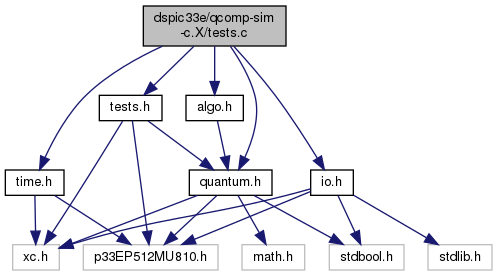 dspic33e/qcomp-sim
-c.X/tests.c
tests.h
algo.h
time.h
quantum.h
io.h
xc.h
p33EP512MU810.h
math.h
stdbool.h
stdlib.h